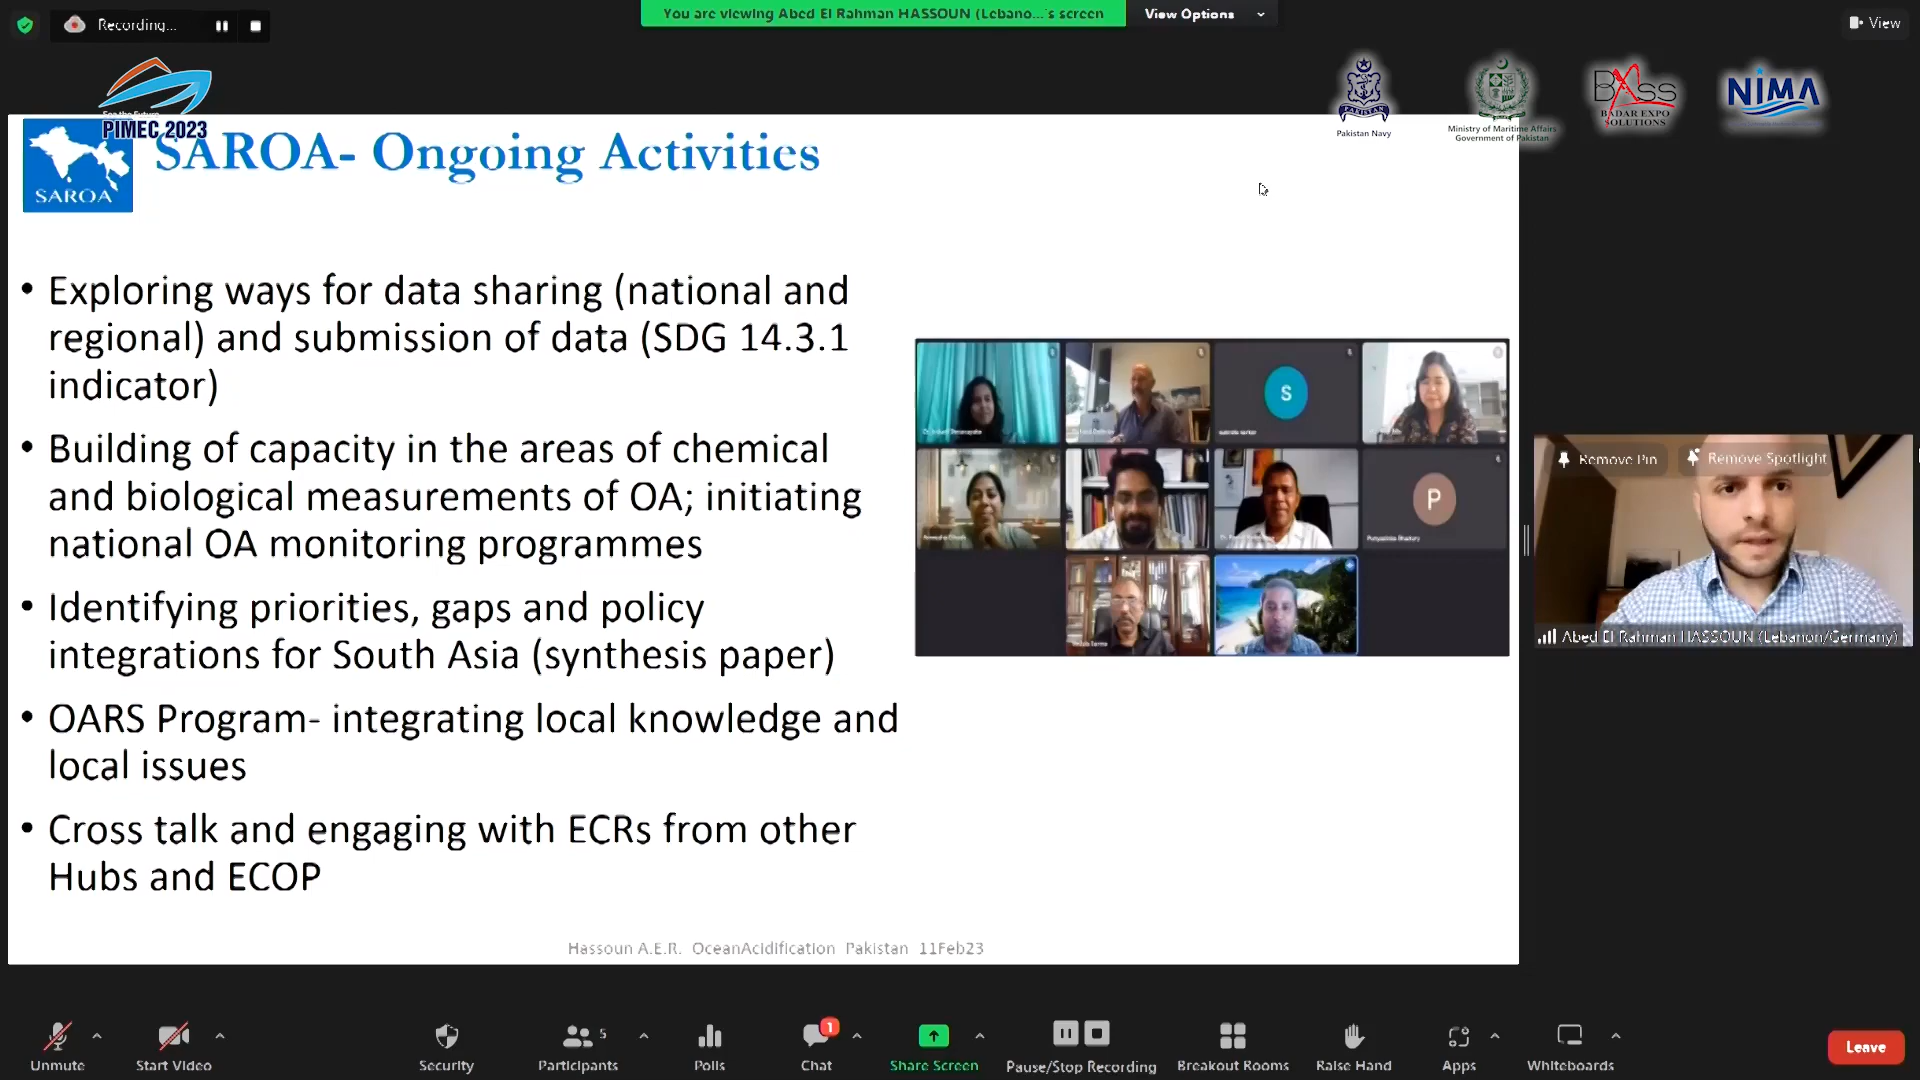 Recording...
You are viewing Abed El Rahman HASSOUN (Lebano...'s screen
View Options
View
PIMEC 2023
Pakistan Navy
Ministry of Maritime Affairs
Government of Pakistan
BXSS
BADAR EXPO
SOLUTIONS
NIMA
SAROA
SAROA- Ongoing Activities
• Exploring ways for data sharing (national and
regional) and submission of data (SDG 14.3.1
indicator)
• Building of capacity in the areas of chemical
and biological measurements of OA; initiating
national OA monitoring programmes
• Identifying priorities, gaps and policy
integrations for South Asia (synthesis paper)
• OARS Program- integrating local knowledge and
local issues
• Cross talk and engaging with ECRs from other
Hubs and ECOP
S
P
Remove Pin
Remove Spotlight
Abed El Rahman HASSOUN (Lebanon/Germany)
Hassoun A.E.R. OceanAcidification Pakistan 11Feb23
Unmute
Start Video
Security
Participants
5
Polls
Chat
1
Share Screen
Pause/Stop Recording
Breakout Rooms
Raise Hand
Apps
Whiteboards
Leave